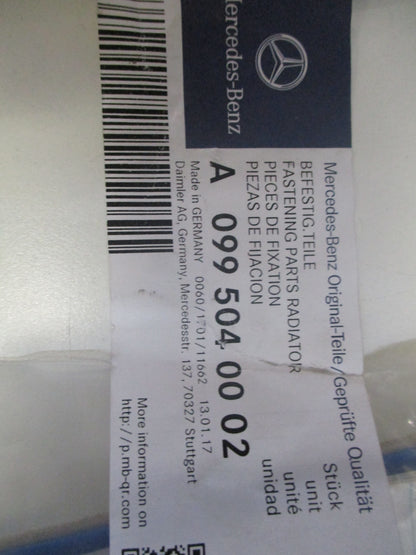 Mercedes-Benz
Mercedes-Benz Original-Teile/Geprüfte Qualität
BEFESTIG.TEILE
FASTENING PARTS RADIATOR
PIECES DE FIXATION
PIEZAS DE FIJACION
Stück
unit
unité
unidad
A 099 504 00 02
Made in GERMANY 0060/1701/11662 13.01.17
Daimler AG, Germany, Mercedesstr. 137, 70327 Stuttgart
More information on
http://p.mb-qr.com